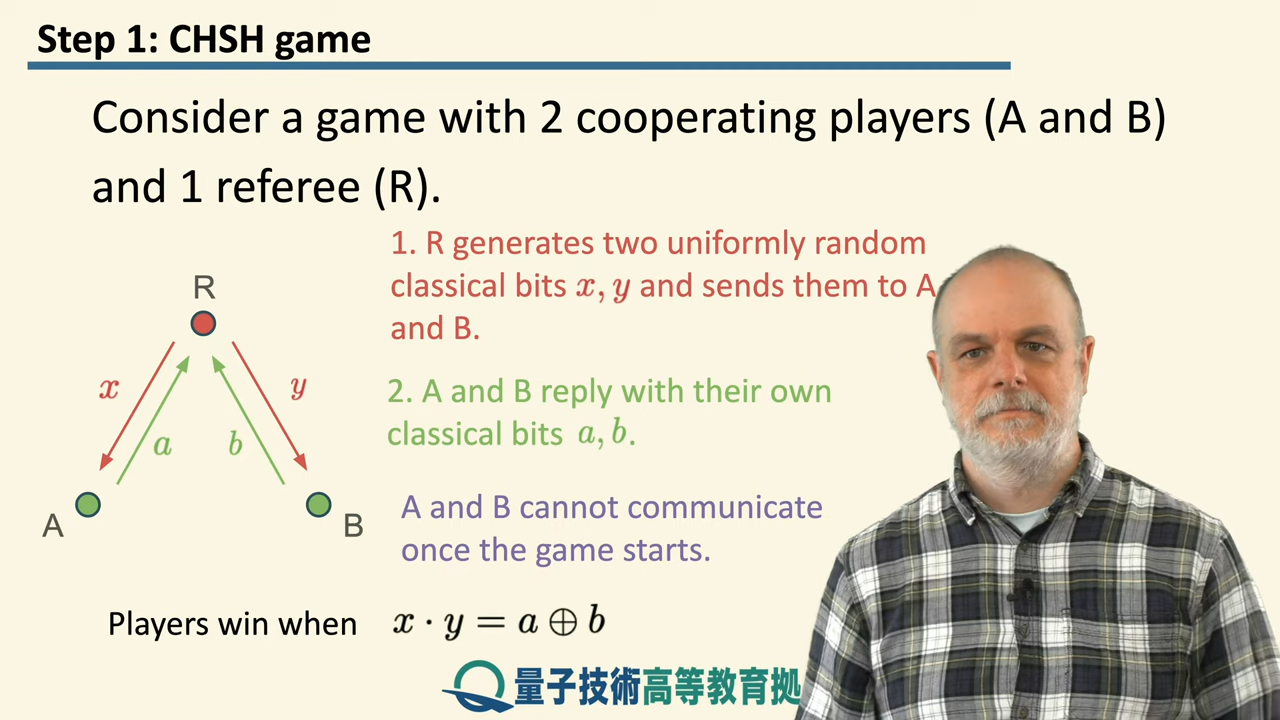 Step 1: CHSH game
Consider a game with 2 cooperating players (A and B)
and 1 referee (R).
1. R generates two uniformly random
classical bits x, y and sends them to A
and B.
R
x
y
2. A and B reply with their own
classical bits a, b.
a
b
A
B
A and B cannot communicate
once the game starts.
Players win when x · y = a ⊕ b
量子技術高等教育拠